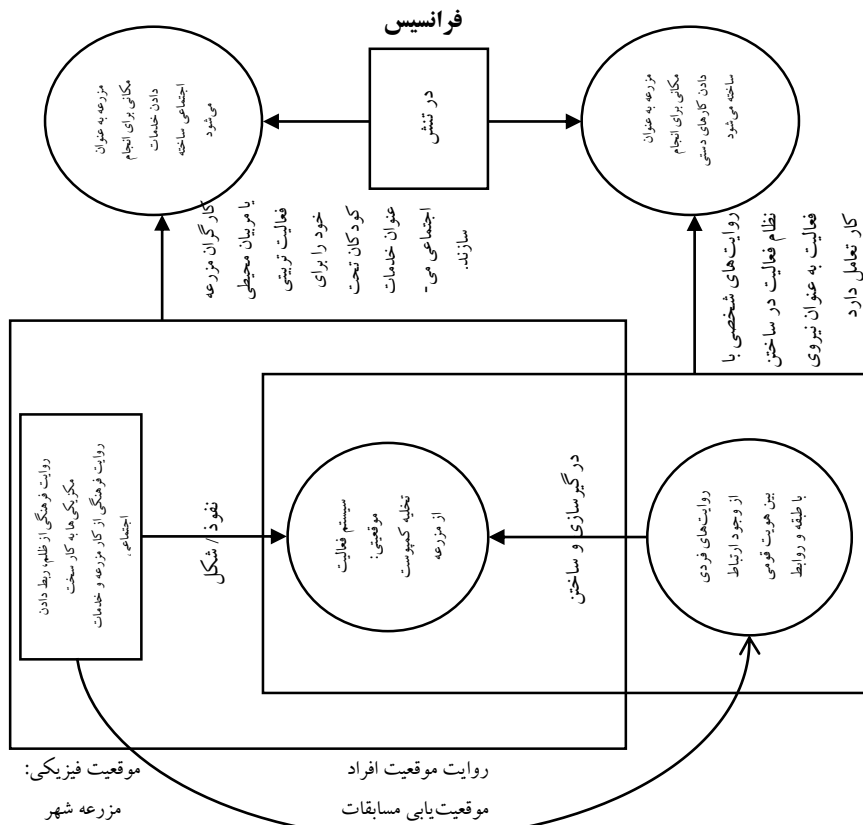 فرانسیس
مزرعه به عنوان
مکانی برای انجام
دادن کارهای دستی
ساخته می‌شود
در تنش
مزرعه به عنوان
مکانی برای انجام
دادن خدمات
اجتماعی ساخته
می‌شود
روایت‌های شخصی با
نظام فعالیت در ساختن
فعالیت به عنوان نیروی
کار تعامل دارد
کارگران مزرعه
یا مربیان محیطی
فعالیت تربیتی
خود را برای
کودکان تحت
عنوان خدمات
اجتماعی می-
سازند.
روایت‌های فردی
از وجود ارتباط
بین هویت قومی
با طبقه و روابط
درگیرسازی و ساختن
سیستم فعالیت
موقعیتی:
تخلیه کمپوست
از مزرعه
نفوذ/ شکل
روایت فرهنگی از ظلم، ربط دادن
مکزیکی‌ها به کار سخت
روایت فرهنگی از کار مزرعه و خدمات
اجتماعی.
روایت موقعیت افراد
موقعیت‌یابی مسابقات
موقعیت فیزیکی:
مزرعه شهر